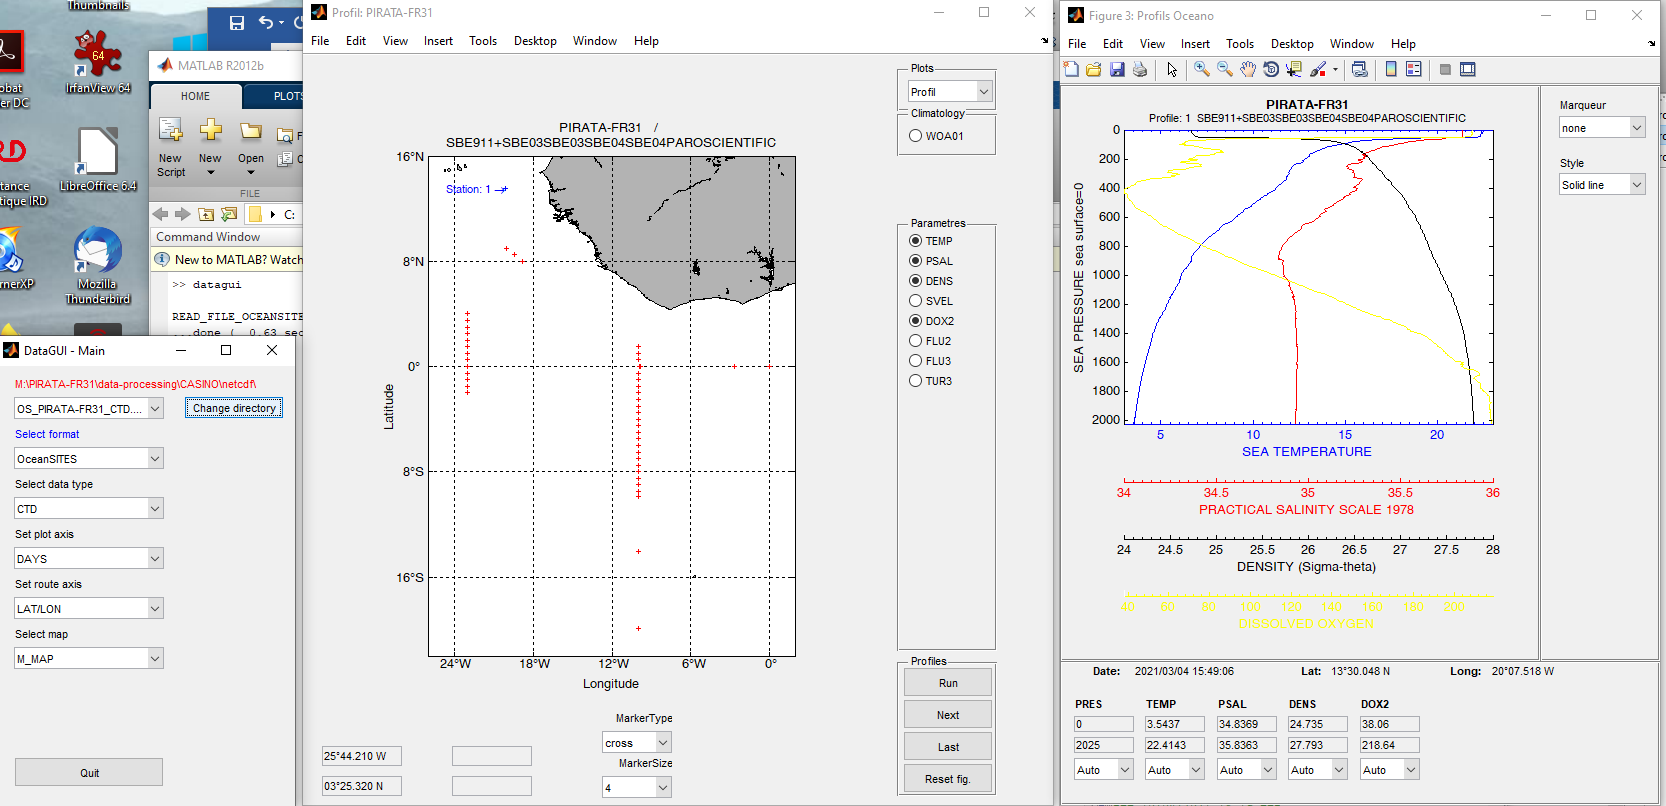 Thumbnails
IrfanView 64
LibreOffice 6.4
Mozilla
Thunderbird
MATLAB R2012b
HOME
PLOTS
New
Script
New
Open
FILE
C:
Command Window
New to MATLAB? Watch
>> datagui
READ_FILE_OCEANSITE
DataGUI - Main
M:\PIRATA-FR31\data-processing\CASINO\netcdf\
OS_PIRATA-FR31_CTD....
Change directory
Select format
OceanSITES
Select data type
CTD
Set plot axis
DAYS
Set route axis
LAT/LON
Select map
M_MAP
Quit
Profil: PIRATA-FR31
File Edit View Insert Tools Desktop Window Help
PIRATA-FR31 /
SBE911+SBE03SBE03SBE04SBE04PAROSCIENTIFIC
16°N
Station: 1
8°N
0°
8°S
16°S
Latitude
24°W 18°W 12°W 6°W 0°
Longitude
MarkerType
cross
MarkerSize
4
25°44.210 W
03°25.320 N
Plots
Profil
Climatology
WOA01
Parametres
TEMP
PSAL
DENS
SVEL
DOX2
FLU2
FLU3
TUR3
Profiles
Run
Next
Last
Reset fig.
Figure 3: Profils Oceano
File Edit View Insert Tools Desktop Window Help
PIRATA-FR31
Profile: 1 SBE911+SBE03SBE03SBE04SBE04PAROSCIENTIFIC
0
200
400
600
800
1000
1200
1400
1600
1800
2000
SEA PRESSURE sea surface=0
5 10 15 20
SEA TEMPERATURE
34 34.5 35 35.5 36
PRACTICAL SALINITY SCALE 1978
24 24.5 25 25.5 26 26.5 27 27.5 28
DENSITY (Sigma-theta)
40 60 80 100 120 140 160 180 200
DISSOLVED OXYGEN
Marqueur
none
Style
Solid line
Date: 2021/03/04 15:49:06 Lat: 13°30.048 N Long: 20°07.518 W
PRES TEMP PSAL DENS DOX2
0 3.5437 34.8369 24.735 38.06
2025 22.4143 35.8363 27.793 218.64
Auto Auto Auto Auto Auto